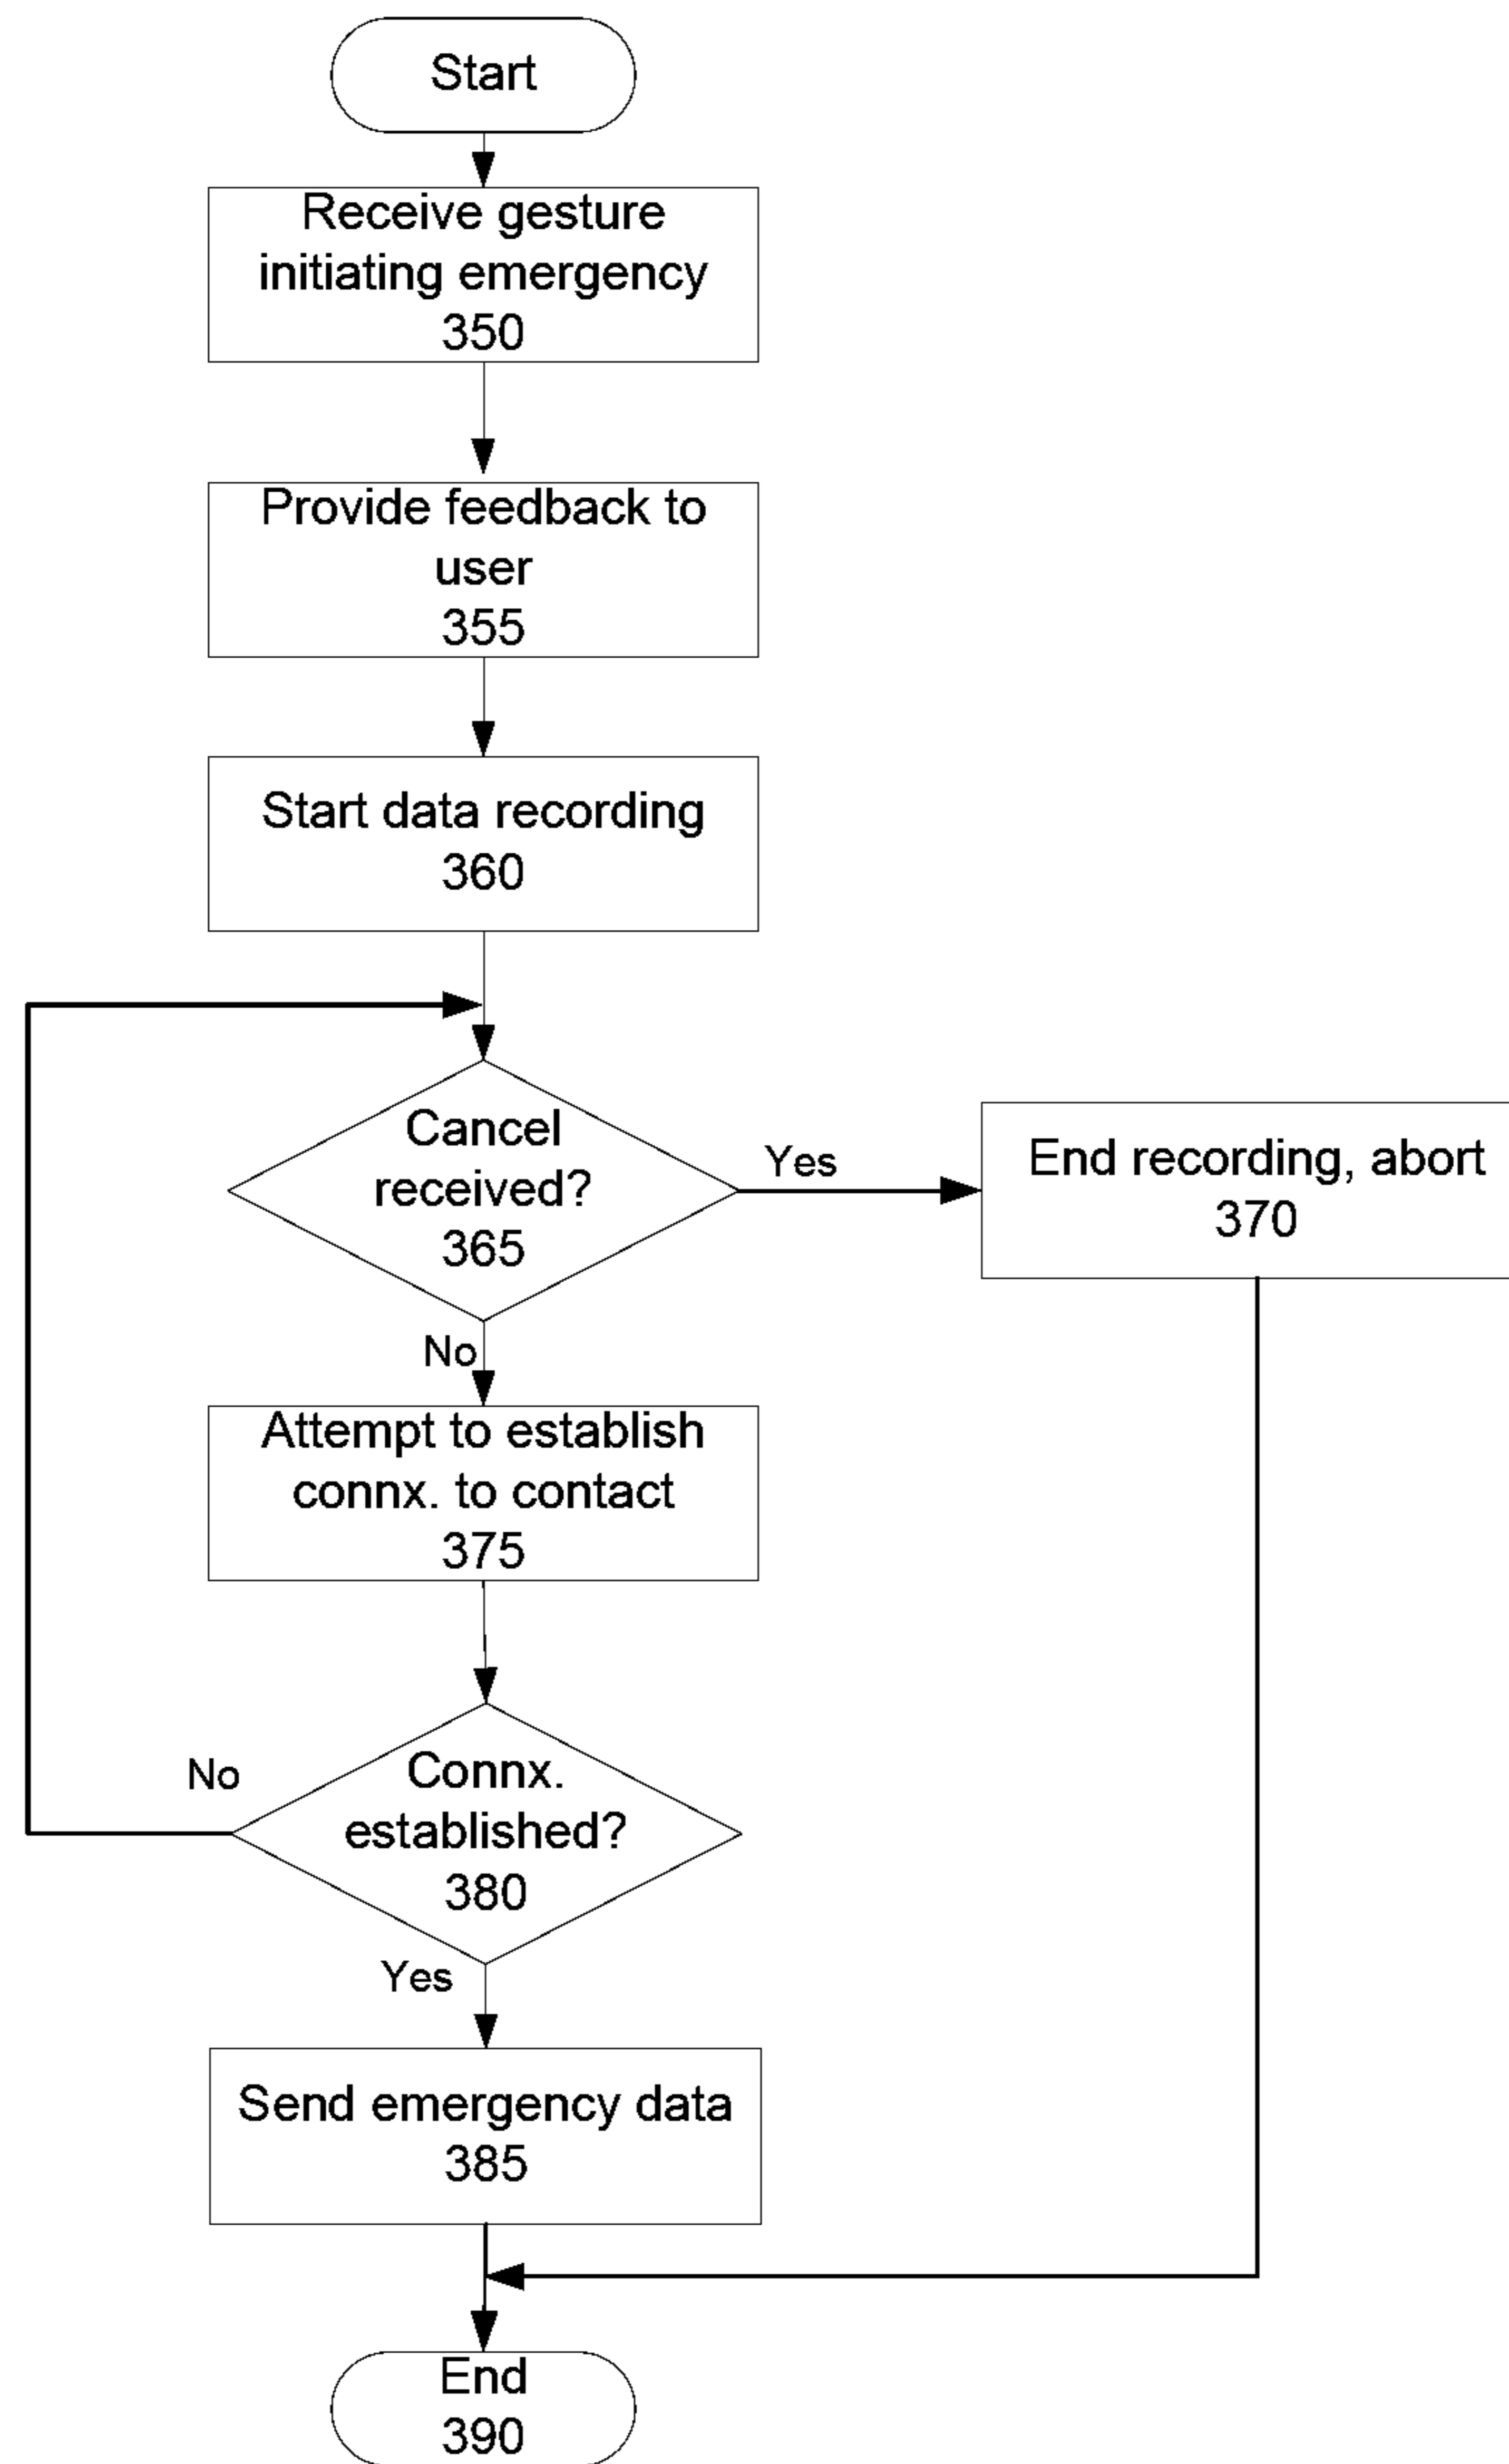 Start
Receive gesture
initiating emergency
350
Provide feedback to
user
355
Start data recording
360
Cancel
received?
365
Yes
End recording, abort
370
No
Attempt to establish
connx. to contact
375
No
Connx.
established?
380
Yes
Send emergency data
385
End
390